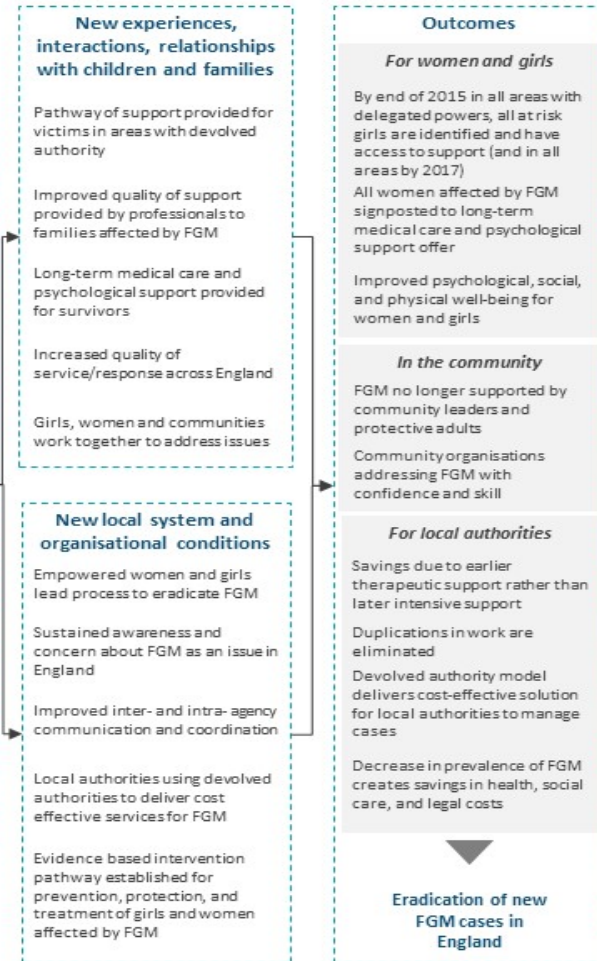 New experiences,
interactions, relationships
with children and families
Pathway of support provided for
victims in areas with devolved
authority
Improved quality of support
provided by professionals to
families affected by FGM
Long-term medical care and
psychological support provided
for survivors
Increased quality of
service/response across England
Girls, women and communities
work together to address issues
New local system and
organisational conditions
Empowered women and girls
lead process to eradicate FGM
Sustained awareness and
concern about FGM as an issue in
England
Improved inter- and intra- agency
communication and coordination
Local authorities using devolved
authorities to deliver cost
effective services for FGM
Evidence based intervention
pathway established for
prevention, protection, and
treatment of girls and women
affected by FGM
Outcomes
For women and girls
By end of 2015 in all areas with
delegated powers, all at risk
girls are identified and have
access to support (and in all
areas by 2017)
All women affected by FGM
signposted to long-term
medical care and psychological
support offer
Improved psychological, social,
and physical well-being for
women and girls
In the community
FGM no longer supported by
community leaders and
protective adults
Community organisations
addressing FGM with
confidence and skill
For local authorities
Savings due to earlier
therapeutic support rather than
later intensive support
Duplications in work are
eliminated
Devolved authority model
delivers cost-effective solution
for local authorities to manage
cases
Decrease in prevalence of FGM
creates savings in health, social
care, and legal costs
Eradication of new
FGM cases in
England